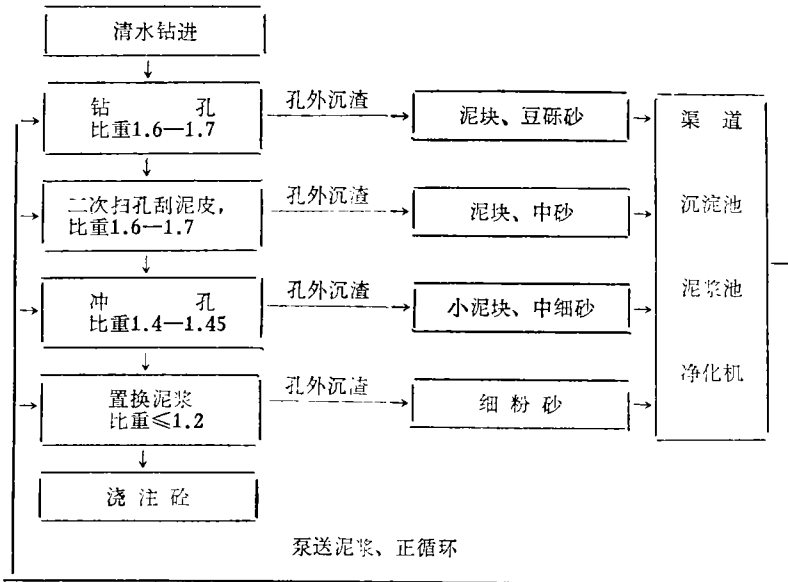 清水钻进
钻 孔 孔外沉渣
比重1.6—1.7 泥块、豆砾砂 渠 道
二次扫孔刮泥皮, 孔外沉渣
比重1.6—1.7 泥块、中砂 沉淀池
冲 孔 孔外沉渣
比重1.4—1.45 小泥块、中细砂 泥浆池
置换泥浆 孔外沉渣
比重≤1.2 细 粉 砂 净化机
浇 注 砼
泵送泥浆、正循环